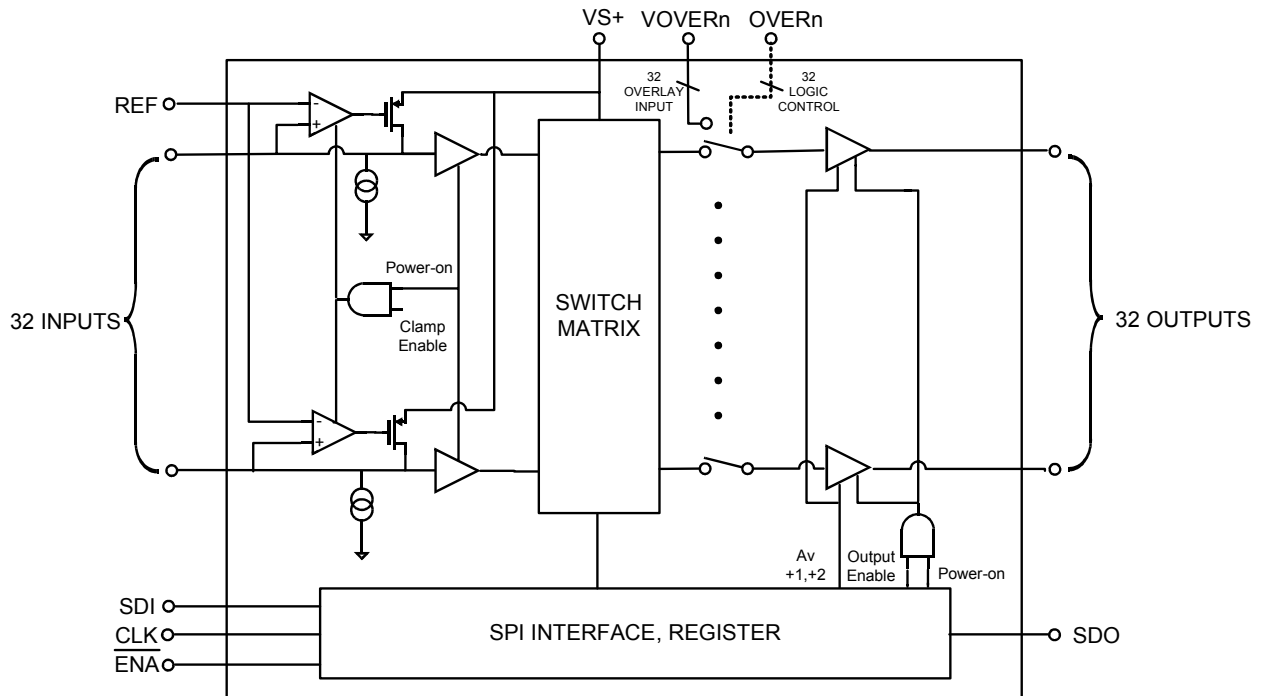 VS+
VOVERn
OVERn
32
OVERLAY
INPUT
32
LOGIC
CONTROL
REF
-
+
Power-on
Clamp
Enable
SWITCH
MATRIX
32 INPUTS
32 OUTPUTS
-
+
Av
+1,+2
Output
Enable
Power-on
SDI
CLK
ENA
SPI INTERFACE, REGISTER
SDO